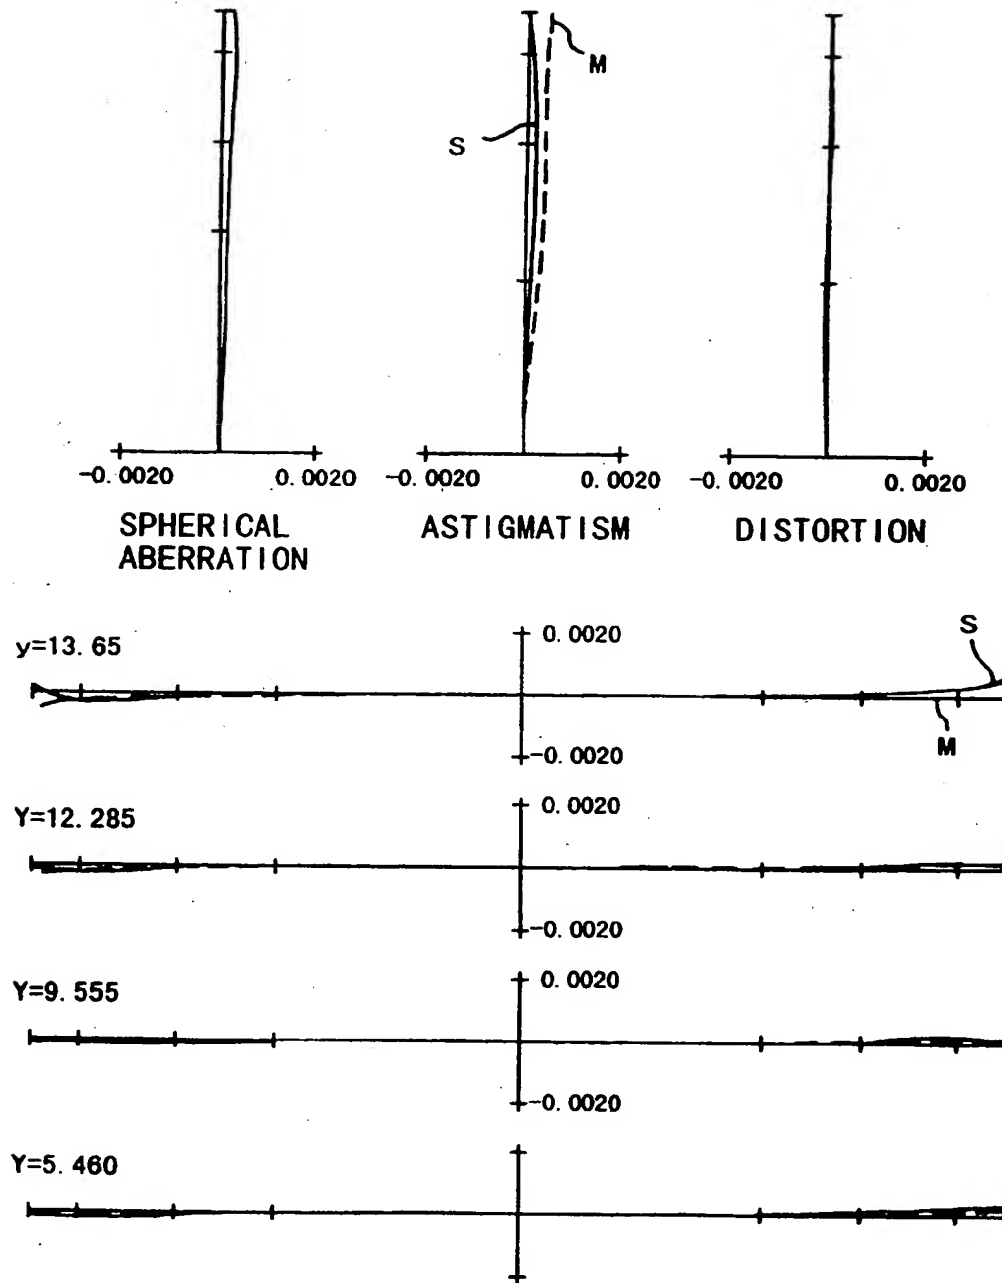 M
S
-0.0020 0.0020 -0.0020 0.0020 -0.0020 0.0020
SPHERICAL ABERRATION
ASTIGMATISM
DISTORTION
y=13.65
0.0020
S
M
-0.0020
Y=12.285
0.0020
-0.0020
Y=9.555
0.0020
-0.0020
Y=5.460